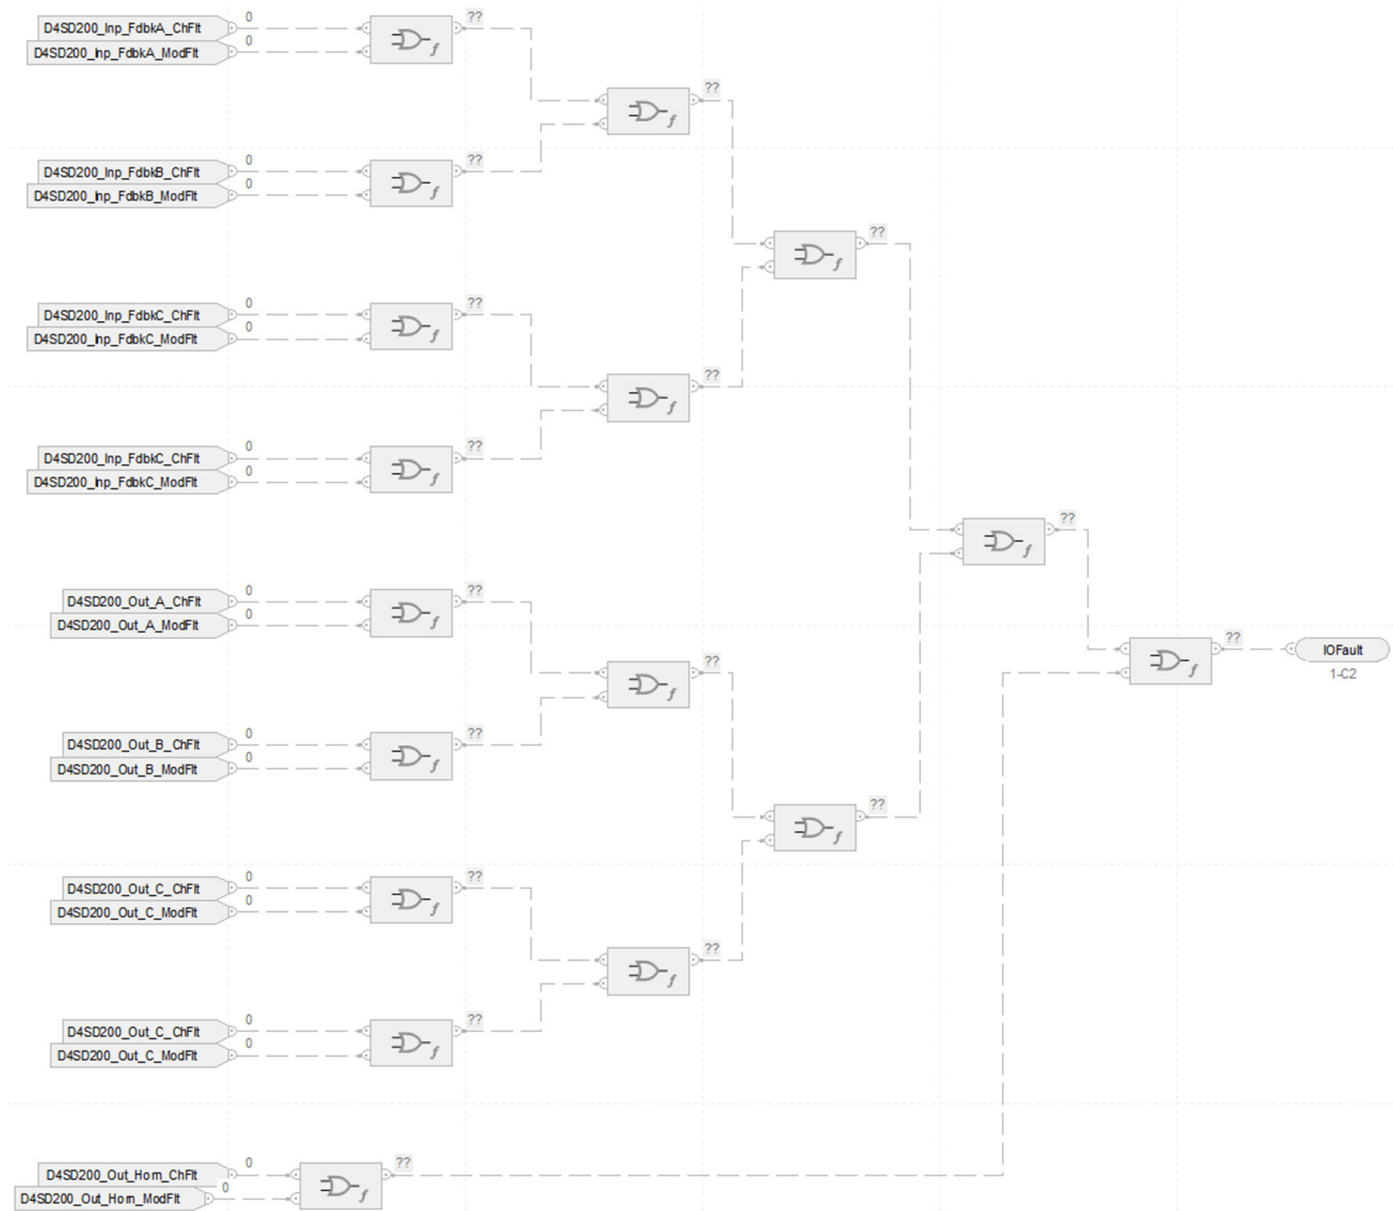 0
D4SD200_Inp_FdbkA_ChFlt
0
D4SD200_Inp_FdbkA_ModFlt
??
f
??
f
0
D4SD200_Inp_FdbkB_ChFlt
0
D4SD200_Inp_FdbkB_ModFlt
??
f
??
f
0
D4SD200_Inp_FdbkC_ChFlt
0
D4SD200_Inp_FdbkC_ModFlt
??
f
??
f
0
D4SD200_Inp_FdbkC_ChFlt
0
D4SD200_Inp_FdbkC_ModFlt
??
f
??
f
0
D4SD200_Out_A_ChFlt
0
D4SD200_Out_A_ModFlt
??
f
??
f
IOFault
1-C2
??
f
0
D4SD200_Out_B_ChFlt
0
D4SD200_Out_B_ModFlt
??
f
??
f
0
D4SD200_Out_C_ChFlt
0
D4SD200_Out_C_ModFlt
??
f
??
f
0
D4SD200_Out_C_ChFlt
0
D4SD200_Out_C_ModFlt
??
f
0
D4SD200_Out_Horn_ChFlt
0
D4SD200_Out_Horn_ModFlt
??
f